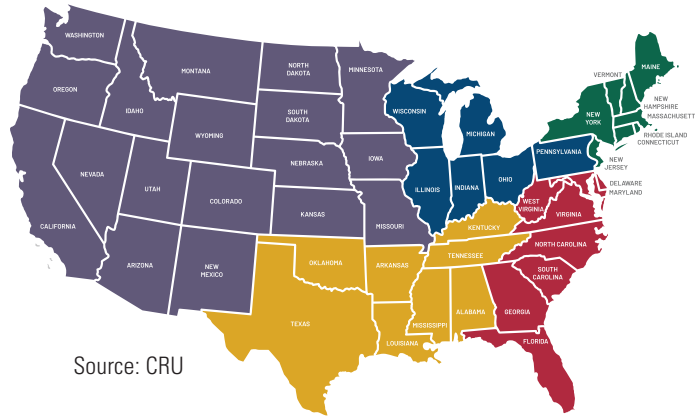 WASHINGTON
OREGON
IDAHO
MONTANA
WYOMING
NORTH
DAKOTA
SOUTH
DAKOTA
MINNESOTA
NEBRASKA
IOWA
NEVADA
UTAH
COLORADO
KANSAS
MISSOURI
CALIFORNIA
ARIZONA
NEW
MEXICO
WISCONSIN
MICHIGAN
ILLINOIS
INDIANA
OHIO
PENNSYLVANIA
MAINE
VERMONT
NEW
HAMPSHIRE
NEW
YORK
MASSACHUSETT
RHODE ISLAND
CONNECTICUT
NEW
JERSEY
DELAWARE
MARYLAND
WEST
VIRGINIA
VIRGINIA
KENTUCKY
TENNESSEE
NORTH CAROLINA
SOUTH
CAROLINA
OKLAHOMA
ARKANSAS
TEXAS
LOUISIANA
MISSISSIPPI
ALABAMA
GEORGIA
FLORIDA
Source: CRU